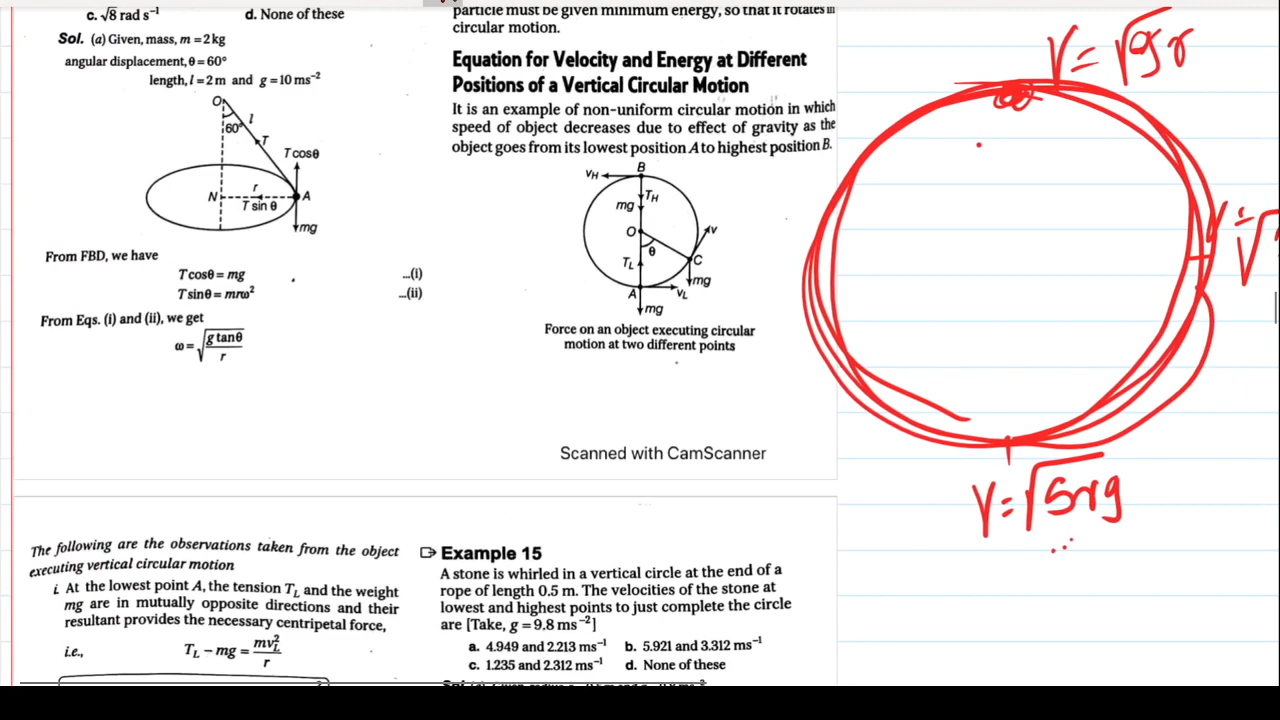 c. √8 rad s⁻¹ d. None of these
Sol. (a) Given, mass, m = 2 kg
angular displacement, θ = 60°
length, l = 2 m and g = 10 ms⁻²
O
60°
l
T
T cosθ
N
r
A
T sin θ
mg
From FBD, we have
T cosθ = mg ...(i)
T sinθ = mrω² ...(ii)
From Eqs. (i) and (ii), we get
ω = √(g tanθ / r)
particle must be given minimum energy, so that it rotates in
circular motion.
Equation for Velocity and Energy at Different
Positions of a Vertical Circular Motion
It is an example of non-uniform circular motion in which
speed of object decreases due to effect of gravity as the
object goes from its lowest position A to highest position B.
B
v_H
T_H
mg
O
v
θ
T_L
C
mg
A
v_L
mg
Force on an object executing circular
motion at two different points
Scanned with CamScanner
V = √gr
V = √
V = √5rg
The following are the observations taken from the object
executing vertical circular motion
i. At the lowest point A, the tension T_L and the weight
mg are in mutually opposite directions and their
resultant provides the necessary centripetal force,
i.e., T_L – mg = mv_L² / r
Example 15
A stone is whirled in a vertical circle at the end of a
rope of length 0.5 m. The velocities of the stone at
lowest and highest points to just complete the circle
are [Take, g = 9.8 ms⁻²]
a. 4.949 and 2.213 ms⁻¹ b. 5.921 and 3.312 ms⁻¹
c. 1.235 and 2.312 ms⁻¹ d. None of these